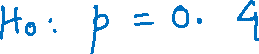 H₀: p = 0. 4